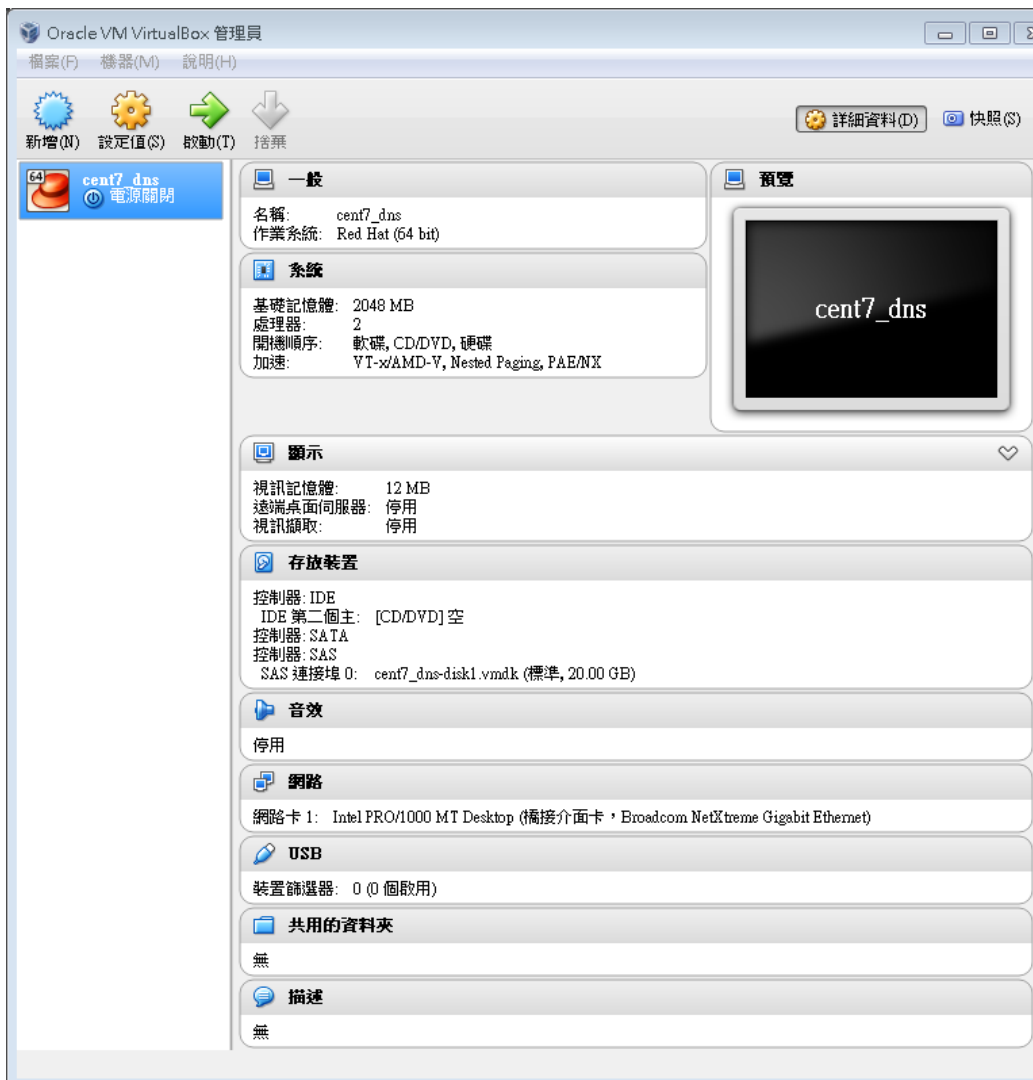 Oracle VM VirtualBox 管理員
檔案(F) 機器(M) 說明(H)
新增(N) 設定值(S) 啟動(T) 捨棄
詳細資料(D) 快照(S)
64
cent7_dns
電源關閉
一般
名稱: cent7_dns
作業系統: Red Hat (64 bit)
系統
基礎記憶體: 2048 MB
處理器: 2
開機順序: 軟碟, CD/DVD, 硬碟
加速: VT-x/AMD-V, Nested Paging, PAE/NX
預覽
cent7_dns
顯示
視訊記憶體: 12 MB
遠端桌面伺服器: 停用
視訊擷取: 停用
存放裝置
控制器: IDE
IDE 第二個主: [CD/DVD] 空
控制器: SATA
控制器: SAS
SAS 連接埠 0: cent7_dns-disk1.vmdk (標準, 20.00 GB)
音效
停用
網路
網路卡 1: Intel PRO/1000 MT Desktop (橋接介面卡,Broadcom NetXtreme Gigabit Ethernet)
USB
裝置篩選器: 0 (0 個啟用)
共用的資料夾
無
描述
無